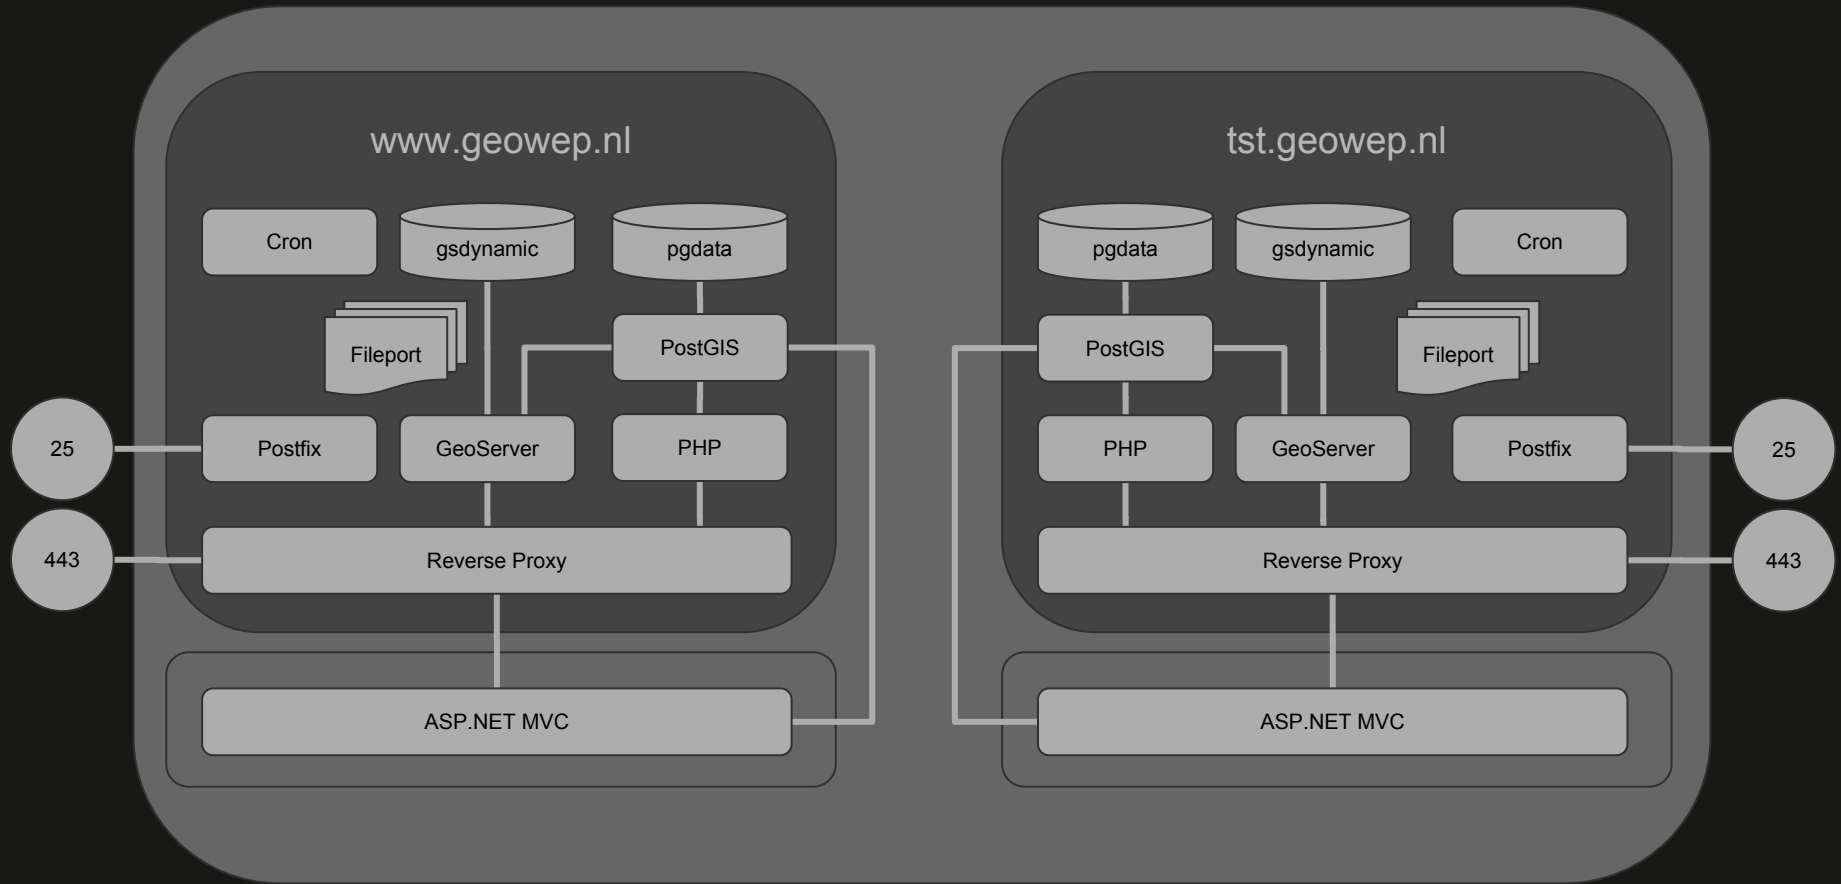 www.geowep.nl
Cron
gsdynamic
pgdata
Fileport
PostGIS
25
Postfix
GeoServer
PHP
443
Reverse Proxy
ASP.NET MVC
tst.geowep.nl
pgdata
gsdynamic
Cron
PostGIS
Fileport
PHP
GeoServer
Postfix
25
Reverse Proxy
443
ASP.NET MVC